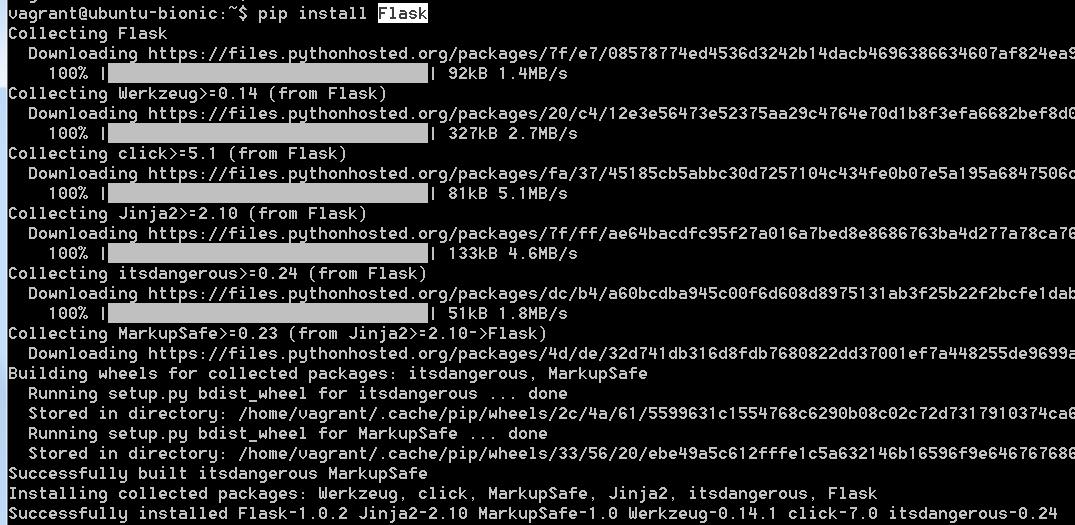 vagrant@ubuntu-bionic:~$ pip install Flask
Collecting Flask
Downloading https://files.pythonhosted.org/packages/7f/e7/08578774ed4536d3242b14dacb4696386634607af824ea9
100% | | 92kB 1.4MB/s
Collecting Werkzeug>=0.14 (from Flask)
Downloading https://files.pythonhosted.org/packages/20/c4/12e3e56473e52375aa29c4764e70d1b8f3efa6682bef8d0
100% | | 327kB 2.7MB/s
Collecting click>=5.1 (from Flask)
Downloading https://files.pythonhosted.org/packages/fa/37/45185cb5abbc30d7257104c434fe0b07e5a195a6847506c
100% | | 81kB 5.1MB/s
Collecting Jinja2>=2.10 (from Flask)
Downloading https://files.pythonhosted.org/packages/7f/ff/ae64bacdfc95f27a016a7bed8e8686763ba4d277a78ca76
100% | | 133kB 4.6MB/s
Collecting itsdangerous>=0.24 (from Flask)
Downloading https://files.pythonhosted.org/packages/dc/b4/a60bcdba945c00f6d608d8975131ab3f25b22f2bcfe1dab
100% | | 51kB 1.8MB/s
Collecting MarkupSafe>=0.23 (from Jinja2>=2.10->Flask)
Downloading https://files.pythonhosted.org/packages/4d/de/32d741db316d8fdb7680822dd37001ef7a448255de9699a
Building wheels for collected packages: itsdangerous, MarkupSafe
Running setup.py bdist_wheel for itsdangerous ... done
Stored in directory: /home/vagrant/.cache/pip/wheels/2c/4a/61/5599631c1554768c6290b08c02c72d7317910374ca6
Running setup.py bdist_wheel for MarkupSafe ... done
Stored in directory: /home/vagrant/.cache/pip/wheels/33/56/20/ebe49a5c612fffe1c5a632146b16596f9e646767686
Successfully built itsdangerous MarkupSafe
Installing collected packages: Werkzeug, click, MarkupSafe, Jinja2, itsdangerous, Flask
Successfully installed Flask-1.0.2 Jinja2-2.10 MarkupSafe-1.0 Werkzeug-0.14.1 click-7.0 itsdangerous-0.24